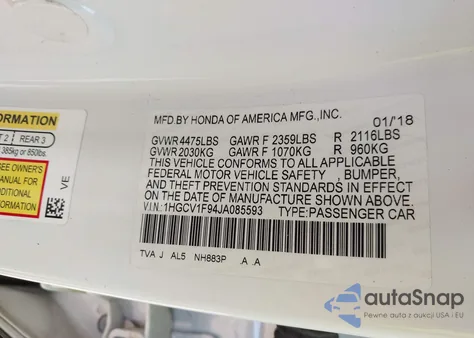 FORMATION
T 2 REAR 3
385kg or 850lbs.
SEE OWNER'S
MANUAL FOR
ADDITIONAL
FORMATION
VE
MFD.BY HONDA OF AMERICA MFG.,INC. 01/'18
GVWR 4475LBS GAWR F 2359LBS R 2116LBS
GVWR 2030KG GAWR F 1070KG R 960KG
THIS VEHICLE CONFORMS TO ALL APPLICABLE
FEDERAL MOTOR VEHICLE SAFETY, BUMPER,
AND THEFT PREVENTION STANDARDS IN EFFECT
ON THE DATE OF MANUFACTURE SHOWN ABOVE.
V.I.N.:1HGCV1F94JA085593 TYPE:PASSENGER CAR
TVA J AL5 NH883P .A .A
autoSnap
Pewne auta z aukcji z USA i EU